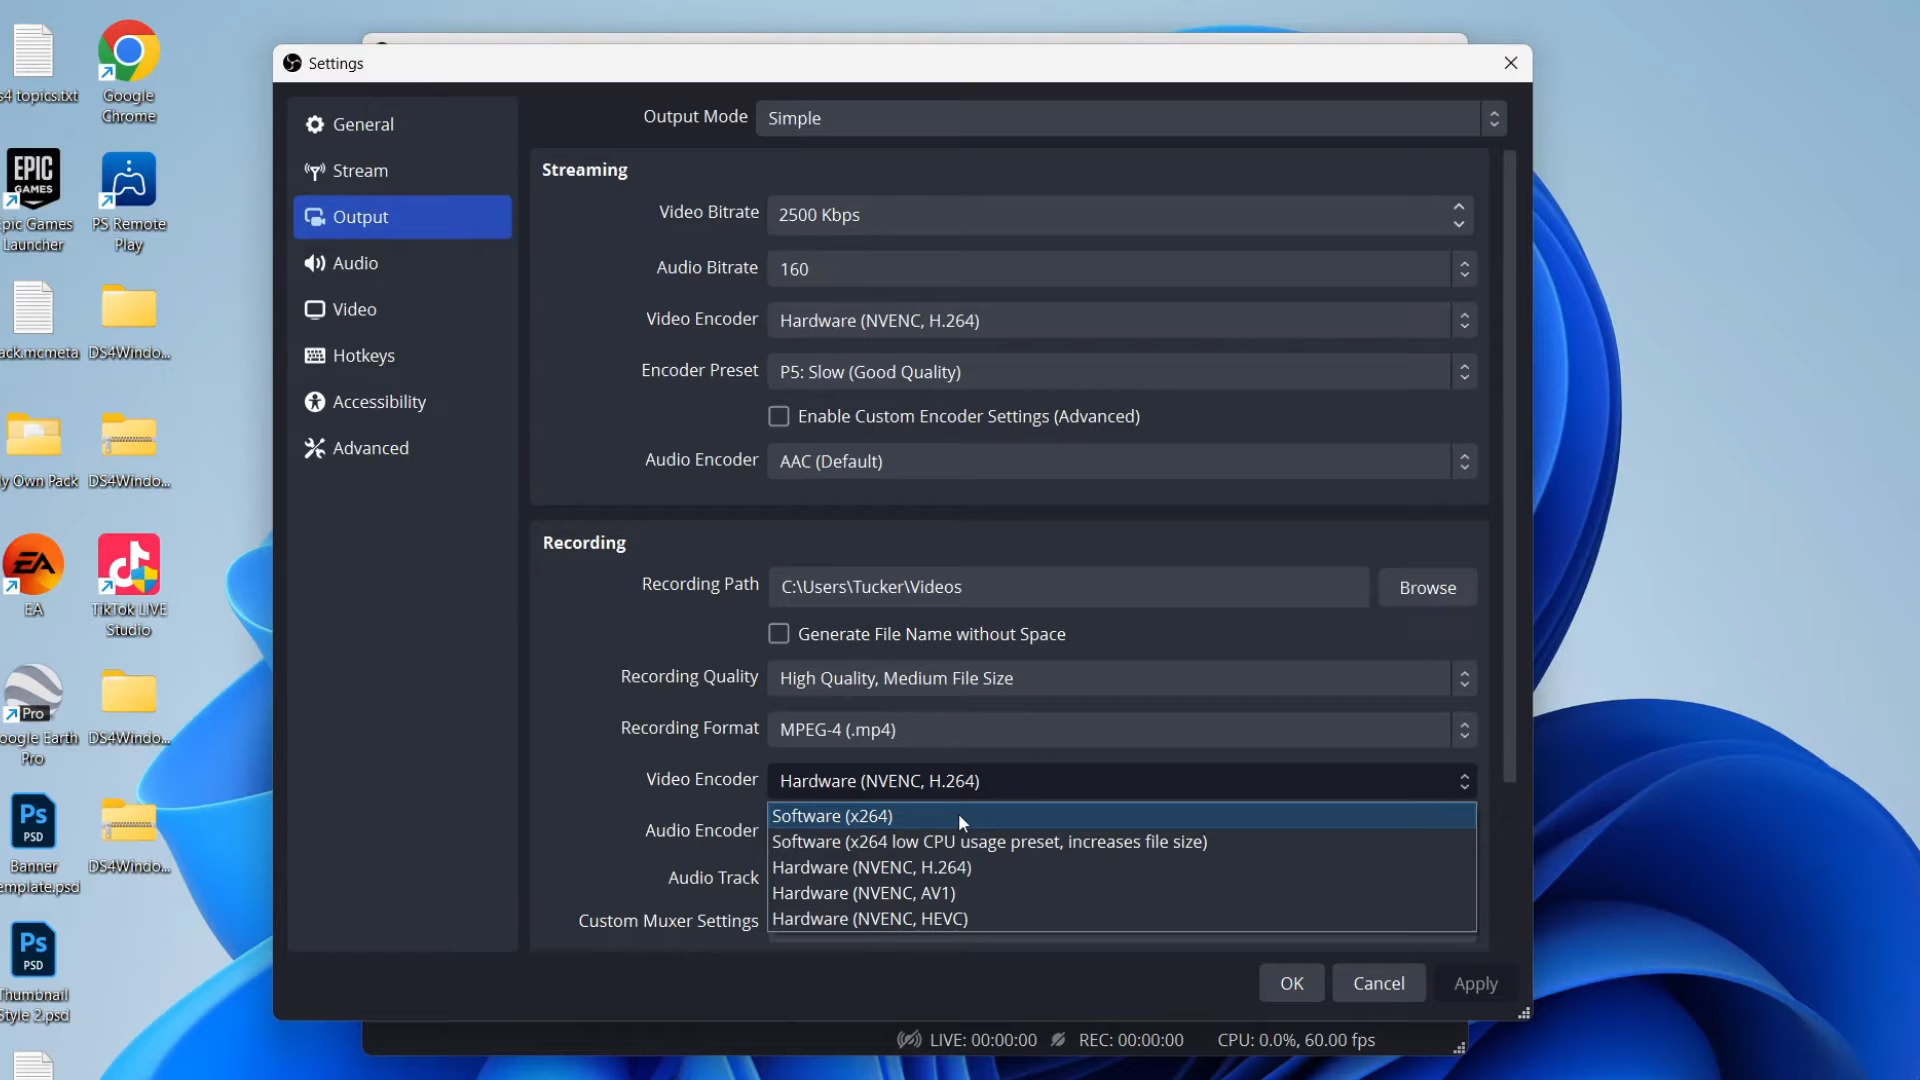 Settings
General
Stream
Output
Audio
Video
Hotkeys
Accessibility
Advanced
Output Mode Simple
Streaming
Video Bitrate 2500 Kbps
Audio Bitrate 160
Video Encoder Hardware (NVENC, H.264)
Encoder Preset P5: Slow (Good Quality)
Enable Custom Encoder Settings (Advanced)
Audio Encoder AAC (Default)
Recording
Recording Path C:\Users\Tucker\Videos Browse
Generate File Name without Space
Recording Quality High Quality, Medium File Size
Recording Format MPEG-4 (.mp4)
Video Encoder Hardware (NVENC, H.264)
Software (x264)
Software (x264 low CPU usage preset, increases file size)
Hardware (NVENC, H.264)
Hardware (NVENC, AV1)
Hardware (NVENC, HEVC)
Audio Encoder
Audio Track
Custom Muxer Settings
OK Cancel Apply
LIVE: 00:00:00 REC: 00:00:00 CPU: 0.0%, 60.00 fps
s4 topics.txt
Google
Chrome
EPIC
GAMES
Epic Games
Launcher
PS Remote
Play
ack.mcmeta
DS4Windo...
ly Own Pack
DS4Windo...
EA
EA
TikTok LIVE
Studio
Pro
oogle Earth
Pro
DS4Windo...
Ps
PSD
Banner
emplate.psd
DS4Windo...
Ps
PSD
Thumbnail
Style 2.psd